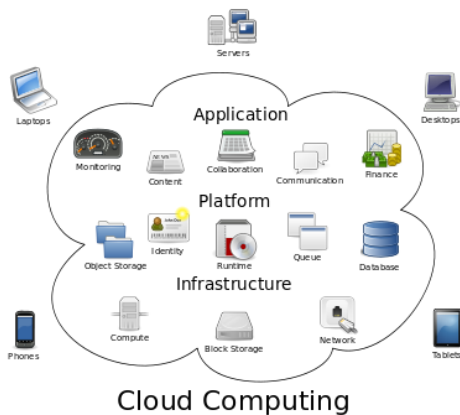 Servers
Laptops
Desktops
Application
Monitoring
NEWS
Content
Collaboration
Communication
Finance
Platform
Object Storage
Identity
Runtime
Queue
Database
Infrastructure
Compute
Block Storage
Network
Phones
Tablets
Cloud Computing